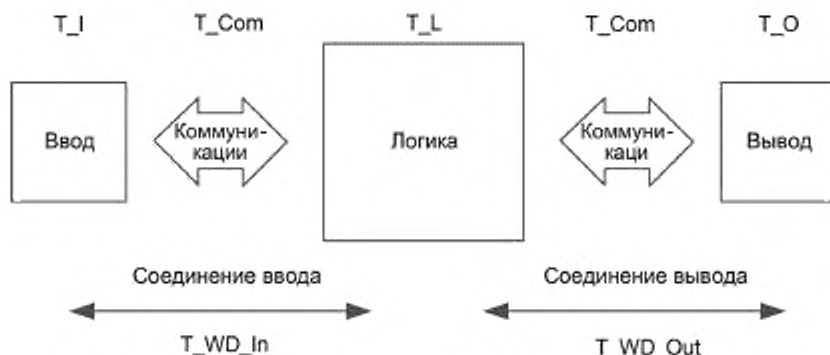 T_I T_Com T_L T_Com T_O
Ввод
Коммуни-
кации
Логика
Коммуни-
каци
Вывод
Соединение ввода
Соединение вывода
T_WD_In
T_WD_Out